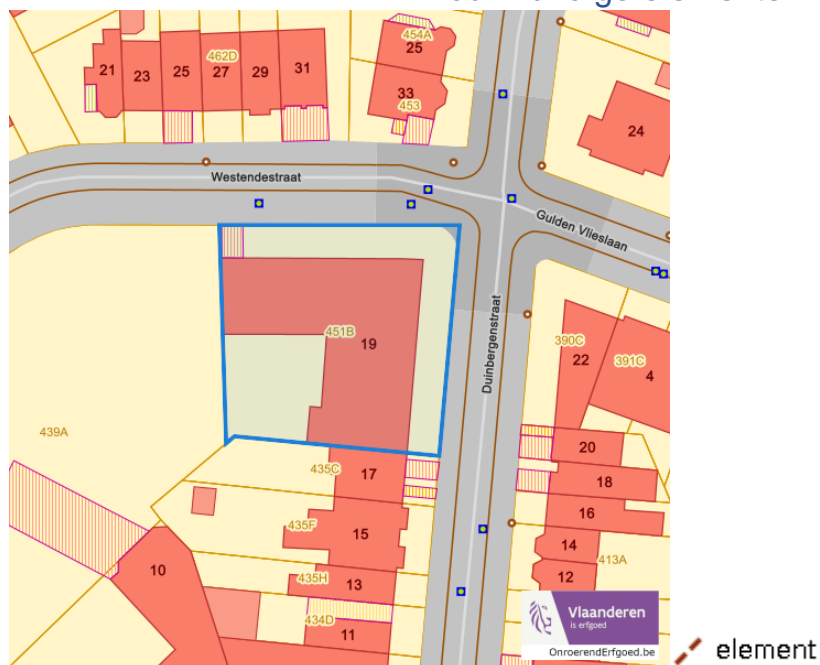 454A
462D
25
21
23
25
27
29
31
33
453
24
Westendestraat
Gulden Vlieslaan
Duinbergenstraat
451B
19
390C
22
391C
4
439A
435C
17
20
18
16
435F
15
14
413A
10
435H
13
12
434D
11
Vlaanderen
is erfgoed
OnroerendErfgoed.be
element